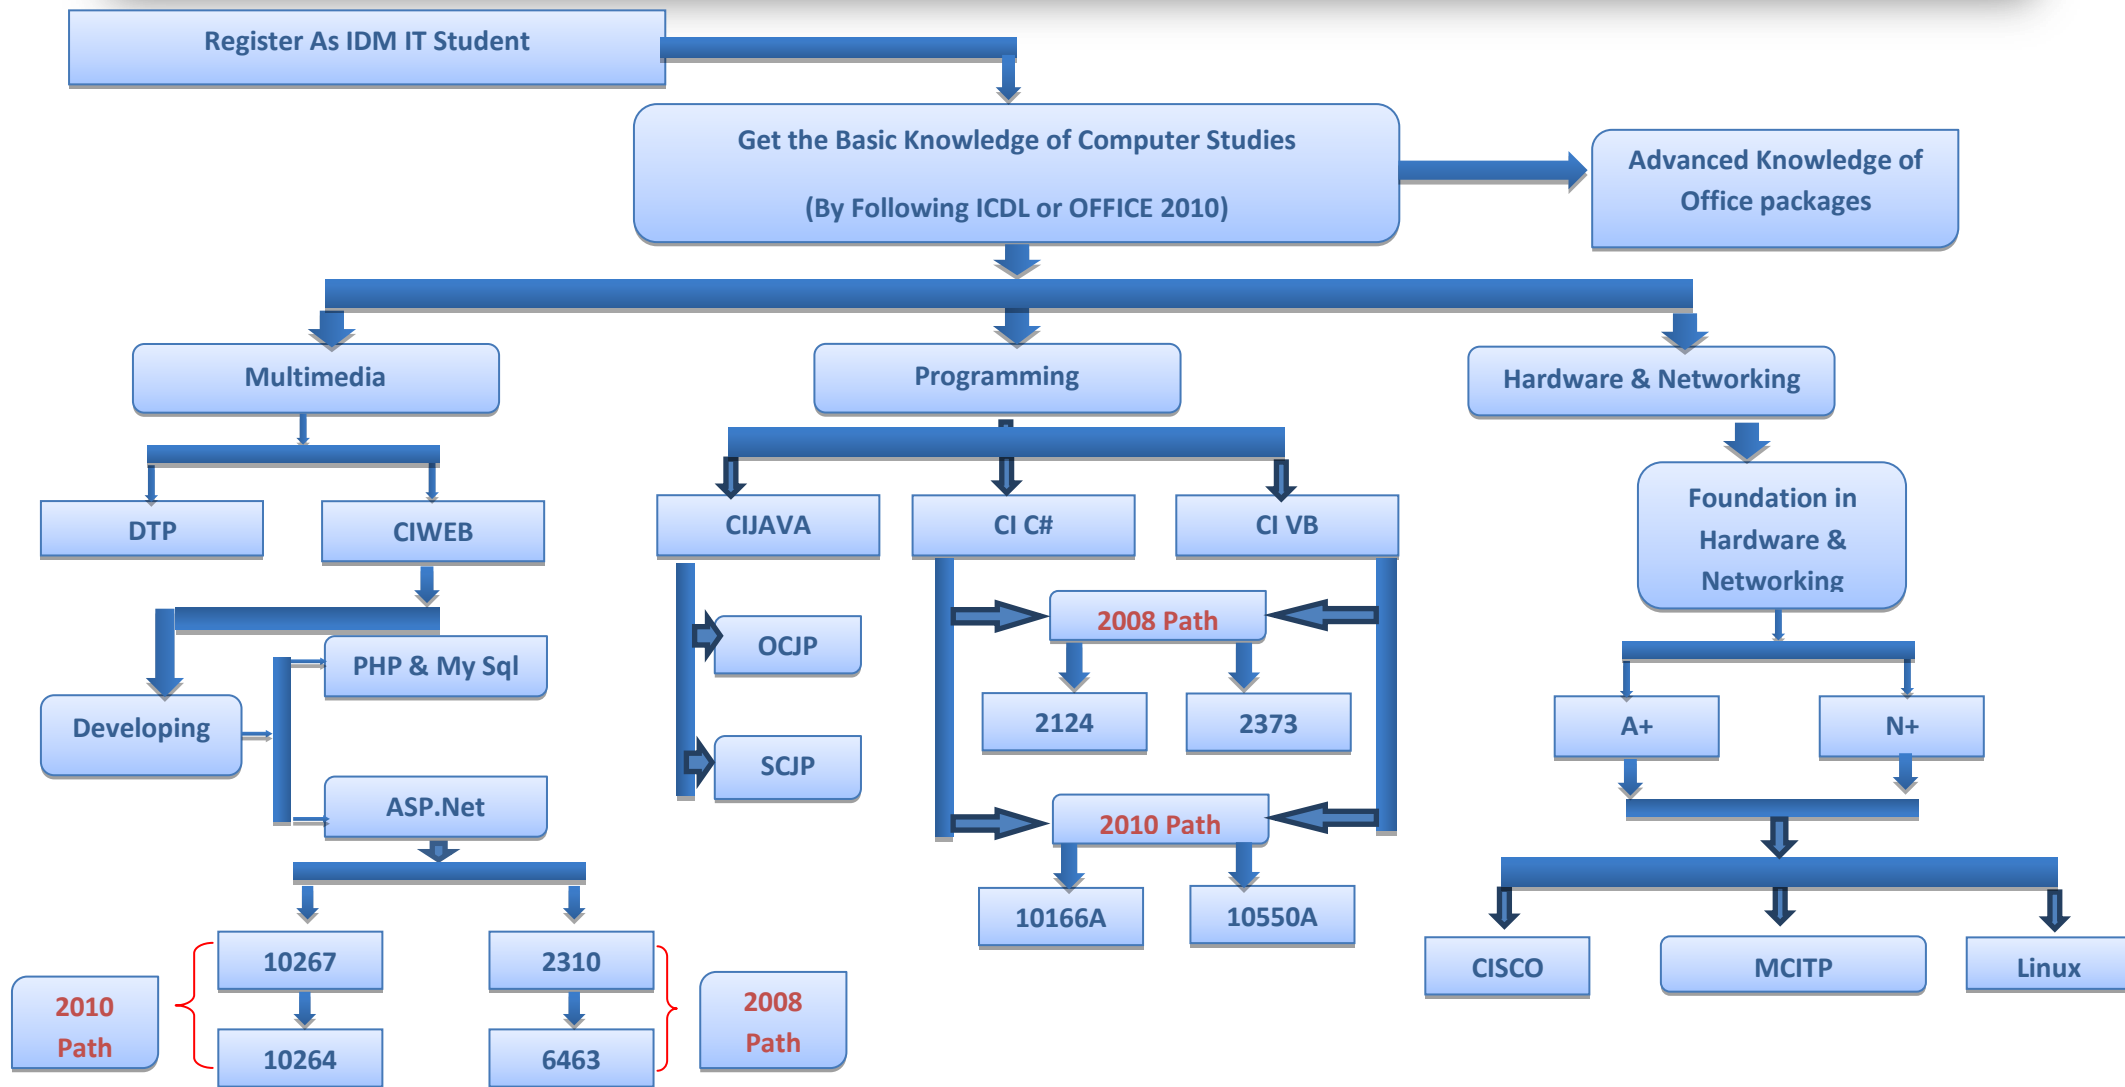 Register As IDM IT Student
Get the Basic Knowledge of Computer Studies
(By Following ICDL or OFFICE 2010)
Advanced Knowledge of
Office packages
Multimedia
Programming
Hardware & Networking
DTP
CIWEB
CIJAVA
CI C#
CI VB
Foundation in
Hardware &
Networking
PHP & My Sql
Developing
ASP.Net
OCJP
SCJP
2008 Path
2124
2373
2010 Path
10166A
10550A
A+
N+
CISCO
MCITP
Linux
10267
2310
10264
6463
2010
Path
2008
Path